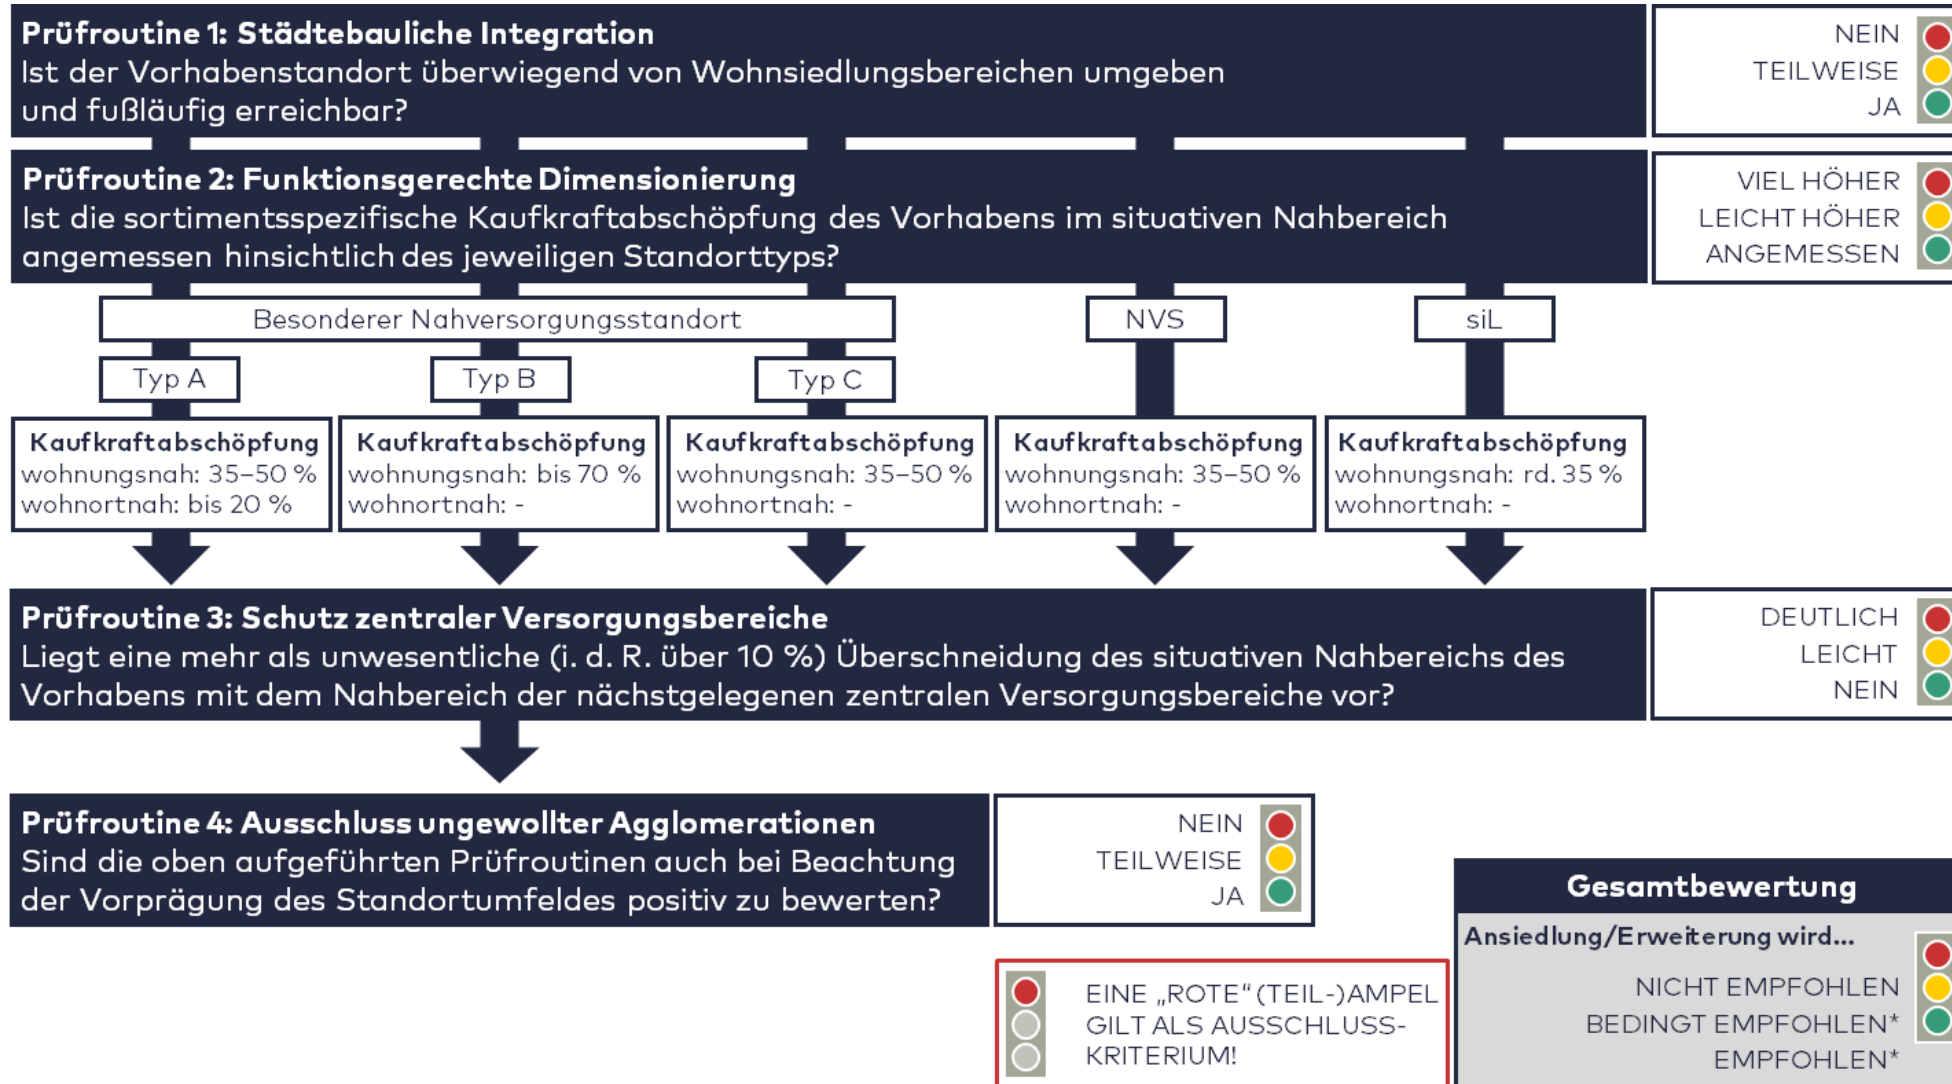 Prüfroutine 1: Städtebauliche Integration
Ist der Vorhabenstandort überwiegend von Wohnsiedlungsbereichen umgeben
und fußläufig erreichbar?
NEIN
TEILWEISE
JA
Prüfroutine 2: Funktionsgerechte Dimensionierung
Ist die sortimentsspezifische Kaufkraftabschöpfung des Vorhabens im situativen Nahbereich
angemessen hinsichtlich des jeweiligen Standorttyps?
VIEL HÖHER
LEICHT HÖHER
ANGEMESSEN
Besonderer Nahversorgungsstandort
NVS
siL
Typ A
Typ B
Typ C
Kaufkraftabschöpfung
wohnungsnah: 35–50 %
wohnortnah: bis 20 %
Kaufkraftabschöpfung
wohnungsnah: bis 70 %
wohnortnah: -
Kaufkraftabschöpfung
wohnungsnah: 35–50 %
wohnortnah: -
Kaufkraftabschöpfung
wohnungsnah: 35–50 %
wohnortnah: -
Kaufkraftabschöpfung
wohnungsnah: rd. 35 %
wohnortnah: -
Prüfroutine 3: Schutz zentraler Versorgungsbereiche
Liegt eine mehr als unwesentliche (i. d. R. über 10 %) Überschneidung des situativen Nahbereichs des
Vorhabens mit dem Nahbereich der nächstgelegenen zentralen Versorgungsbereiche vor?
DEUTLICH
LEICHT
NEIN
Prüfroutine 4: Ausschluss ungewollter Agglomerationen
Sind die oben aufgeführten Prüfroutinen auch bei Beachtung
der Vorprägung des Standortumfeldes positiv zu bewerten?
NEIN
TEILWEISE
JA
EINE „ROTE“ (TEIL-)AMPEL
GILT ALS AUSSCHLUSS-
KRITERIUM!
Gesamtbewertung
Ansiedlung/Erweiterung wird...
NICHT EMPFOHLEN
BEDINGT EMPFOHLEN*
EMPFOHLEN*